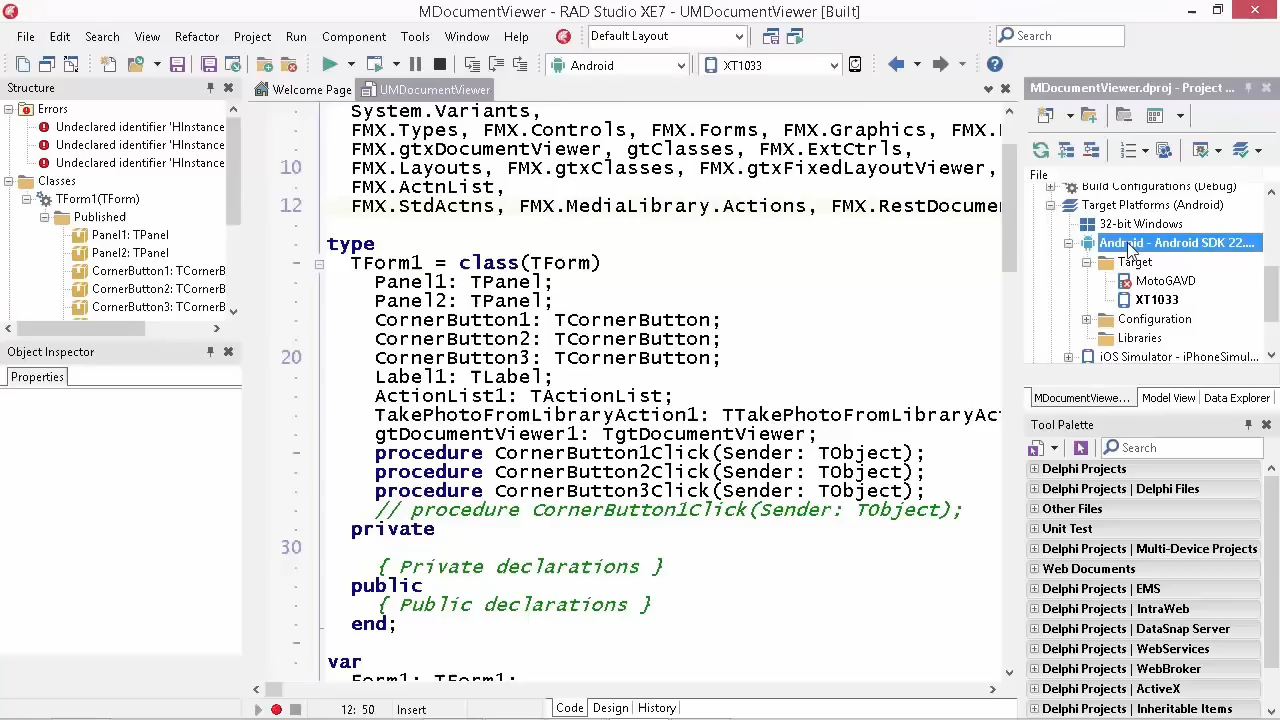 MDocumentViewer - RAD Studio XE7 - UMDocumentViewer [Built]
File Edit Search View Refactor Project Run Component Tools Window Help Default Layout Search
Android XT1033
Structure
Errors
Undeclared identifier 'HInstance
Undeclared identifier 'HInstance
Undeclared identifier 'HInstance
Classes
TForm1(TForm)
Published
Panel1: TPanel
Panel2: TPanel
CornerButton1: TCornerB
CornerButton2: TCornerB
CornerButton3: TCornerB
Object Inspector
Properties
Welcome Page UMDocumentViewer
System.Variants,
FMX.Types, FMX.Controls, FMX.Forms, FMX.Graphics, FMX.
FMX.gtxDocumentViewer, gtClasses, FMX.ExtCtrls,
10 FMX.Layouts, FMX.gtxClasses, FMX.gtxFixedLayoutViewer,
FMX.ActnList,
12 FMX.StdActns, FMX.MediaLibrary.Actions, FMX.RestDocume
type
TForm1 = class(TForm)
Panel1: TPanel;
Panel2: TPanel;
CornerButton1: TCornerButton;
CornerButton2: TCornerButton;
20 CornerButton3: TCornerButton;
Label1: TLabel;
ActionList1: TActionList;
TakePhotoFromLibraryAction1: TTakePhotoFromLibraryAc
gtDocumentViewer1: TgtDocumentViewer;
procedure CornerButton1Click(Sender: TObject);
procedure CornerButton2Click(Sender: TObject);
procedure CornerButton3Click(Sender: TObject);
// procedure CornerButton1Click(Sender: TObject);
private
30
{ Private declarations }
public
{ Public declarations }
end;
var
Form1: TForm1;
12: 50 Insert Code Design History
MDocumentViewer.dproj - Project ...
File
Build Configurations (Debug)
Target Platforms (Android)
32-bit Windows
Android - Android SDK 22....
Target
MotoGAVD
XT1033
Configuration
Libraries
iOS Simulator - iPhoneSimul...
MDocumentViewe... Model View Data Explorer
Tool Palette
Search
Delphi Projects
Delphi Projects | Delphi Files
Other Files
Unit Test
Delphi Projects | Multi-Device Projects
Web Documents
Delphi Projects | EMS
Delphi Projects | IntraWeb
Delphi Projects | DataSnap Server
Delphi Projects | WebServices
Delphi Projects | WebBroker
Delphi Projects | ActiveX
Delphi Projects | Inheritable Items